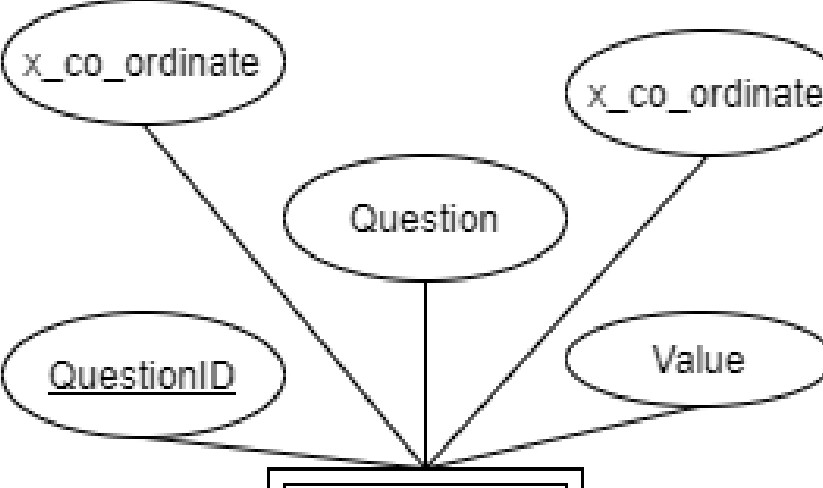 x_co_ordinate
x_co_ordinate
Question
QuestionID
Value